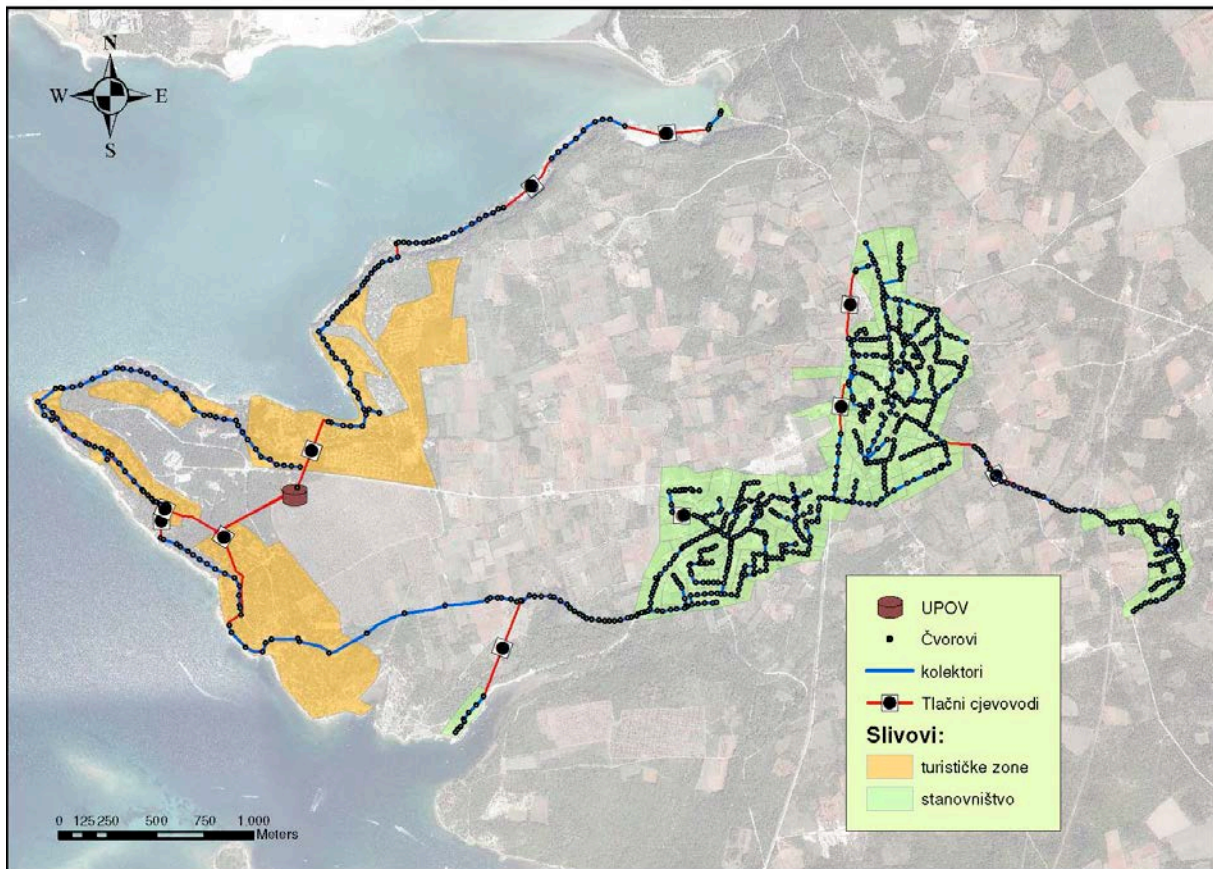 N
W E
S
UPOV
Čvorovi
kolektori
Tlačni cjevovodi
Slivovi:
turističke zone
stanovništvo
0 125 250 500 750 1.000
Meters